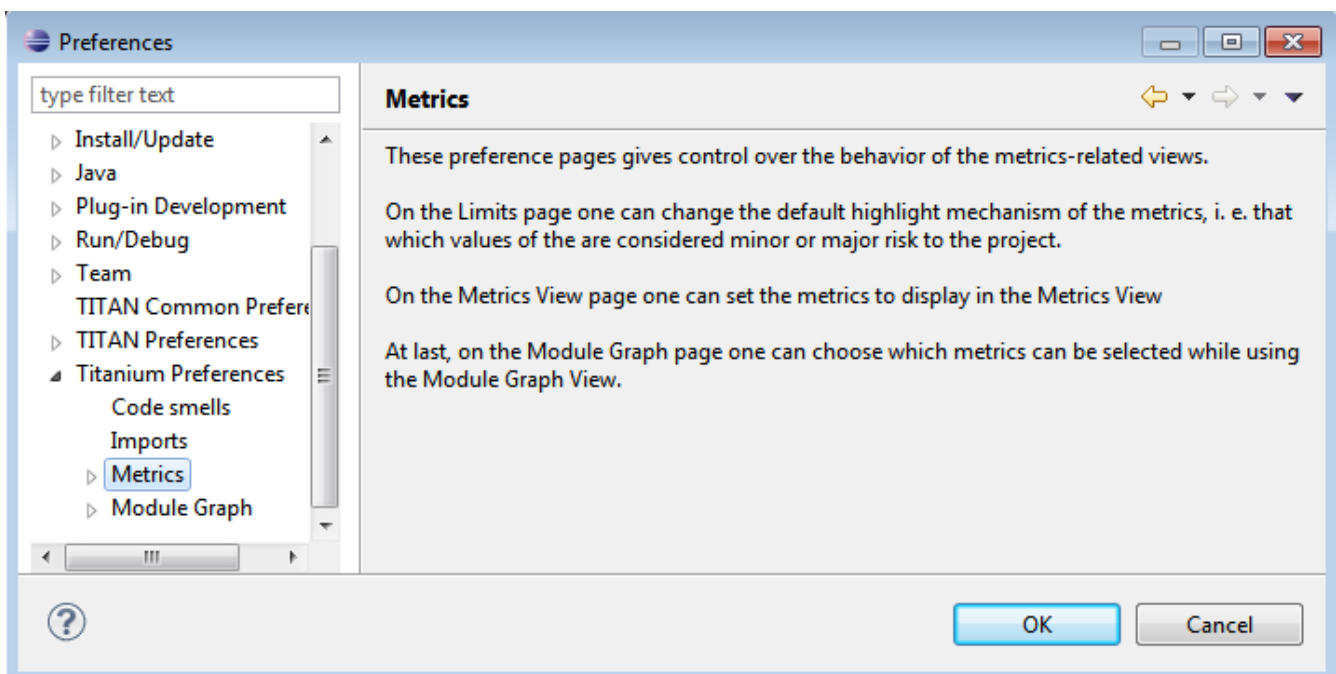 Preferences
type filter text
Install/Update
Java
Plug-in Development
Run/Debug
Team
TITAN Common Prefere
TITAN Preferences
Titanium Preferences
Code smells
Imports
Metrics
Module Graph
Metrics
These preference pages gives control over the behavior of the metrics-related views.
On the Limits page one can change the default highlight mechanism of the metrics, i. e. that
which values of the are considered minor or major risk to the project.
On the Metrics View page one can set the metrics to display in the Metrics View
At last, on the Module Graph page one can choose which metrics can be selected while using
the Module Graph View.
OK
Cancel